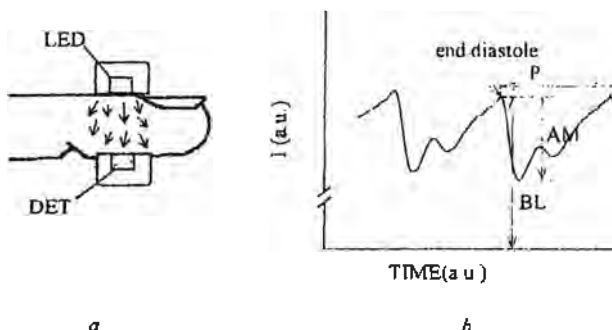 LED
DET
a
end diastole
P
I (a.u.)
AM
BL
TIME(a u)
b